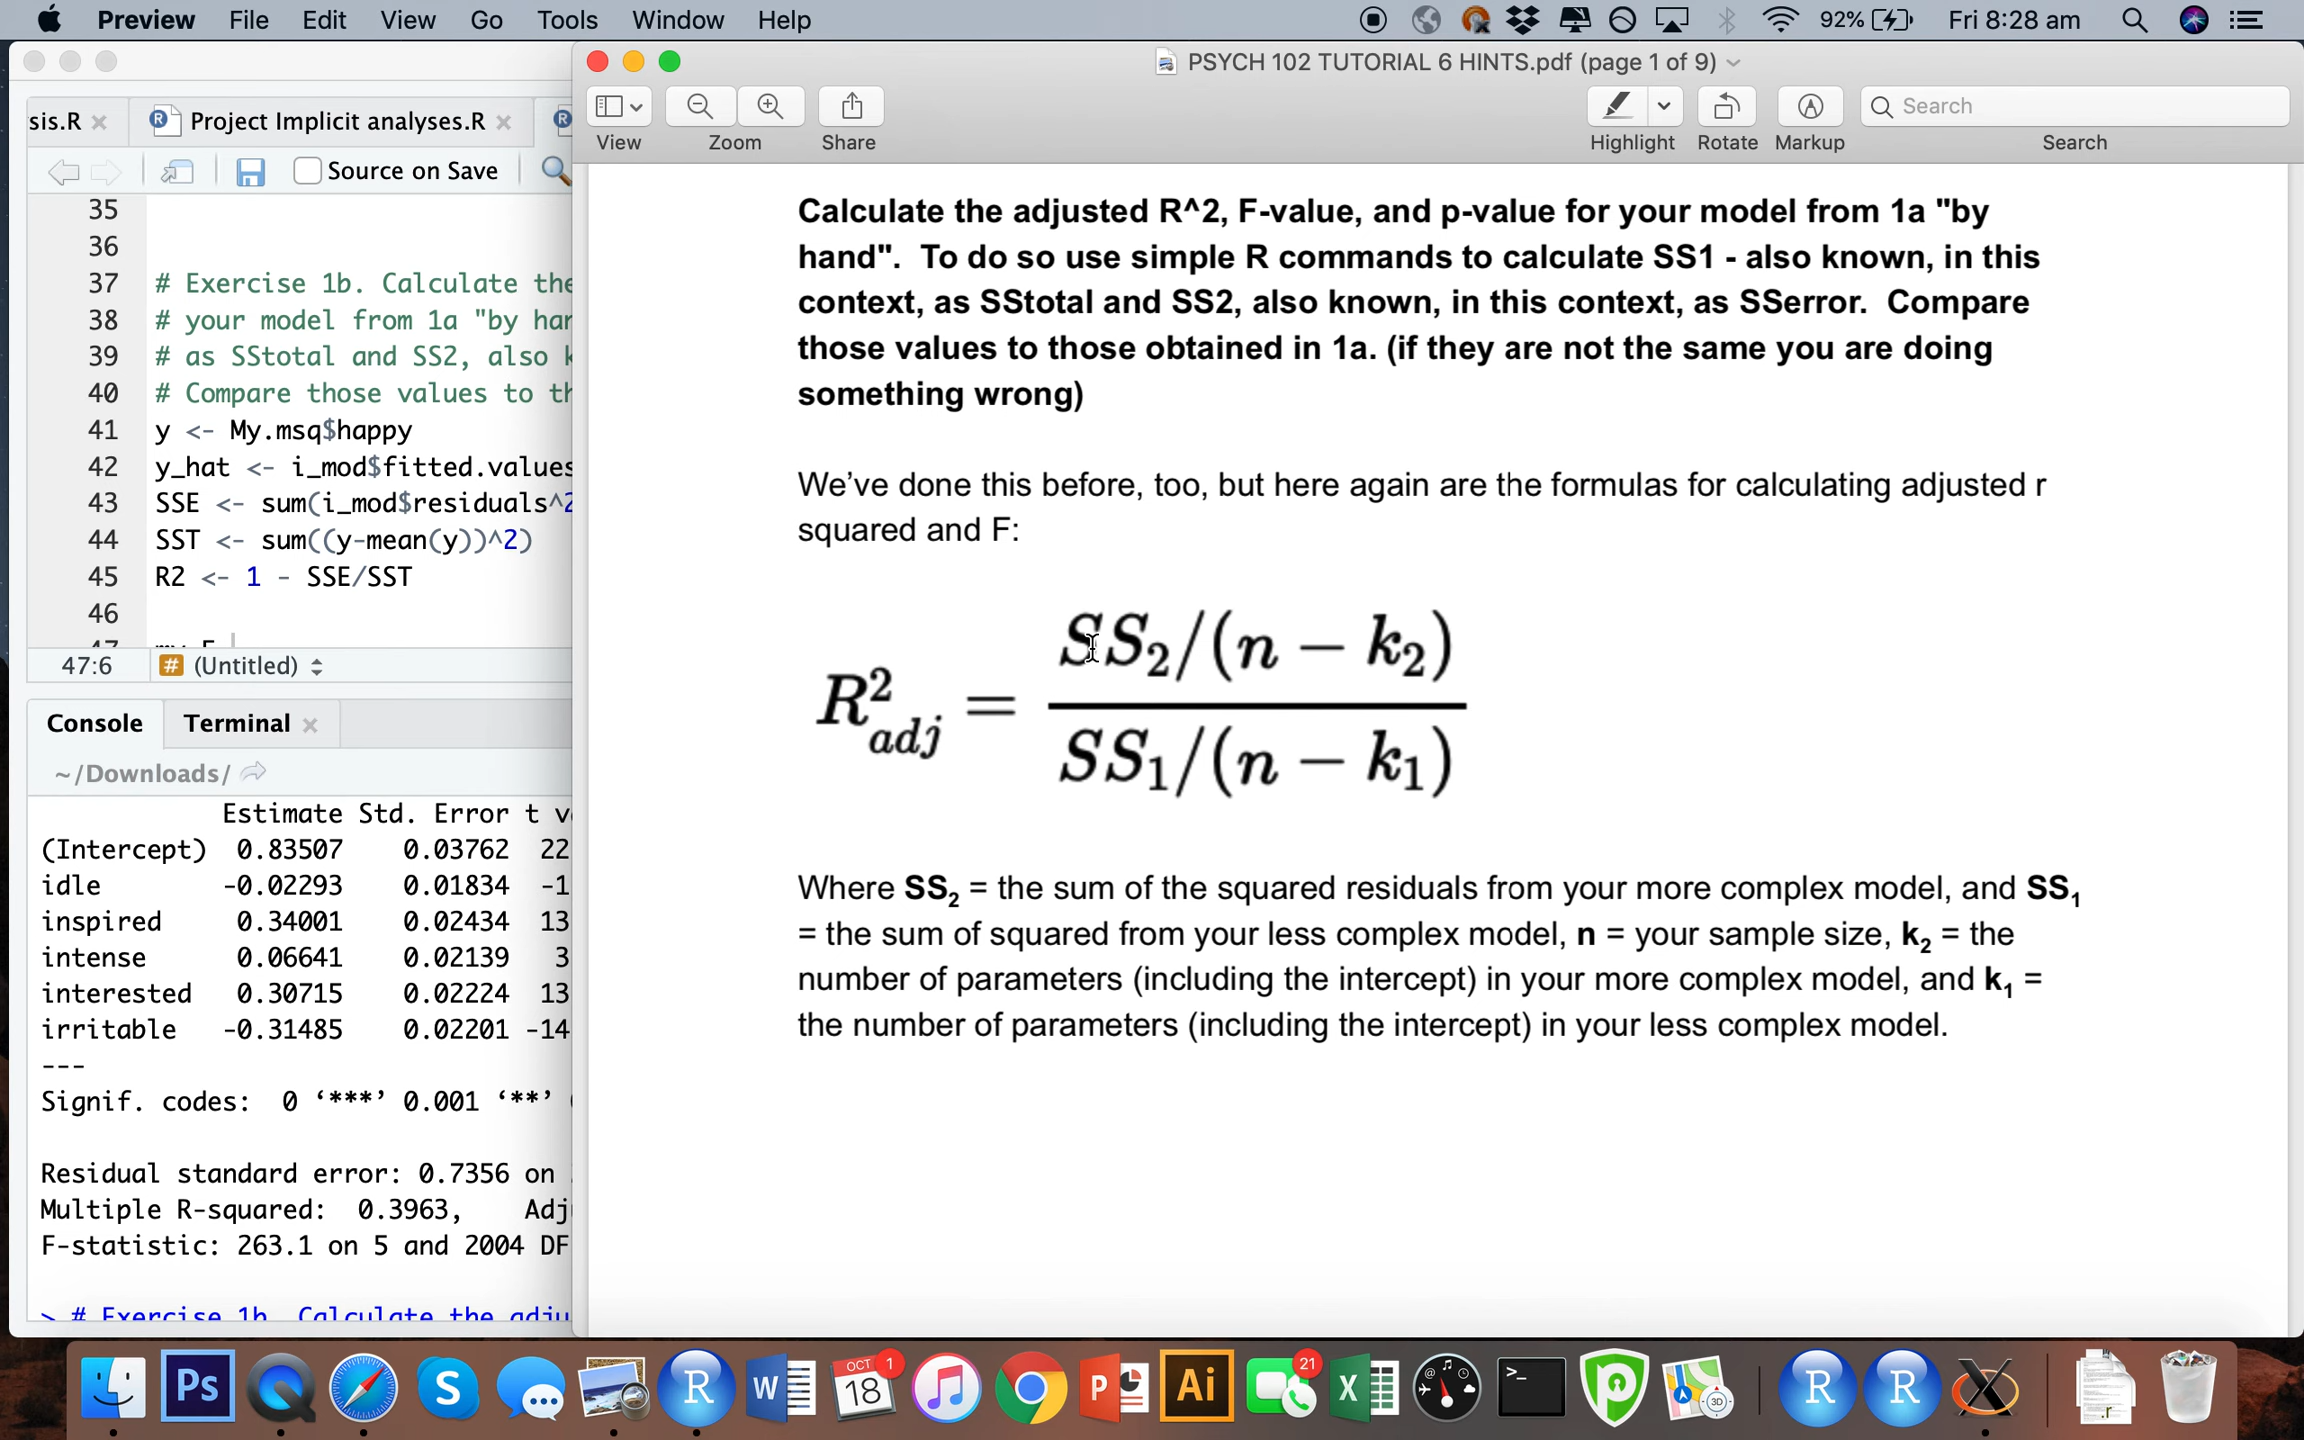 Preview File Edit View Go Tools Window Help 92% Fri 8:28 am
PSYCH 102 TUTORIAL 6 HINTS.pdf (page 1 of 9)
View Zoom Share Highlight Rotate Markup Search
Search
sis.R Project Implicit analyses.R
Source on Save
35
36
37 # Exercise 1b. Calculate the
38 # your model from 1a "by har
39 # as SStotal and SS2, also k
40 # Compare those values to th
41 y <- My.msq$happy
42 y_hat <- i_mod$fitted.values
43 SSE <- sum(i_mod$residuals^2
44 SST <- sum((y-mean(y))^2)
45 R2 <- 1 - SSE/SST
46
47 my_F
47:6 # (Untitled)
Console Terminal
~/Downloads/
Estimate Std. Error t v
(Intercept) 0.83507 0.03762 22
idle -0.02293 0.01834 -1
inspired 0.34001 0.02434 13
intense 0.06641 0.02139 3
interested 0.30715 0.02224 13
irritable -0.31485 0.02201 -14
---
Signif. codes: 0 ‘***’ 0.001 ‘**’
Residual standard error: 0.7356 on
Multiple R-squared: 0.3963, Adj
F-statistic: 263.1 on 5 and 2004 DF
> # Exercise 1b. Calculate the adju
Calculate the adjusted R^2, F-value, and p-value for your model from 1a "by
hand". To do so use simple R commands to calculate SS1 - also known, in this
context, as SStotal and SS2, also known, in this context, as SSerror. Compare
those values to those obtained in 1a. (if they are not the same you are doing
something wrong)
We’ve done this before, too, but here again are the formulas for calculating adjusted r
squared and F:
R²adj = SS₂/(n − k₂)
SS₁/(n − k₁)
Where SS₂ = the sum of the squared residuals from your more complex model, and SS₁
= the sum of squared from your less complex model, n = your sample size, k₂ = the
number of parameters (including the intercept) in your more complex model, and k₁ =
the number of parameters (including the intercept) in your less complex model.
Ps S R W OCT 18 1 P Ai 21 X >_ 3D R R .r